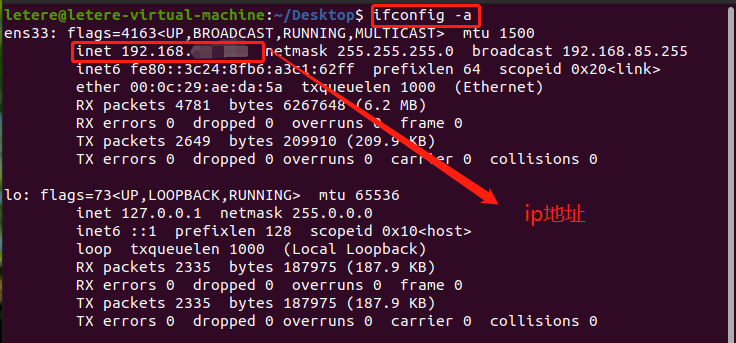 letere@letere-virtual-machine:~/Desktop$ ifconfig -a
ens33: flags=4163<UP,BROADCAST,RUNNING,MULTICAST>  mtu 1500
inet 192.168. netmask 255.255.255.0  broadcast 192.168.85.255
inet6 fe80::3c24:8fb6:a3c1:62ff  prefixlen 64  scopeid 0x20<link>
ether 00:0c:29:ae:da:5a  txqueuelen 1000  (Ethernet)
RX packets 4781  bytes 6267648 (6.2 MB)
RX errors 0  dropped 0  overruns 0  frame 0
TX packets 2649  bytes 209910 (209.9 KB)
TX errors 0  dropped 0 overruns 0  carrier 0  collisions 0
lo: flags=73<UP,LOOPBACK,RUNNING>  mtu 65536
inet 127.0.0.1  netmask 255.0.0.0
inet6 ::1  prefixlen 128  scopeid 0x10<host>
loop  txqueuelen 1000  (Local Loopback)
RX packets 2335  bytes 187975 (187.9 KB)
RX errors 0  dropped 0  overruns 0  frame 0
TX packets 2335  bytes 187975 (187.9 KB)
TX errors 0  dropped 0 overruns 0  carrier 0  collisions 0
ip地址